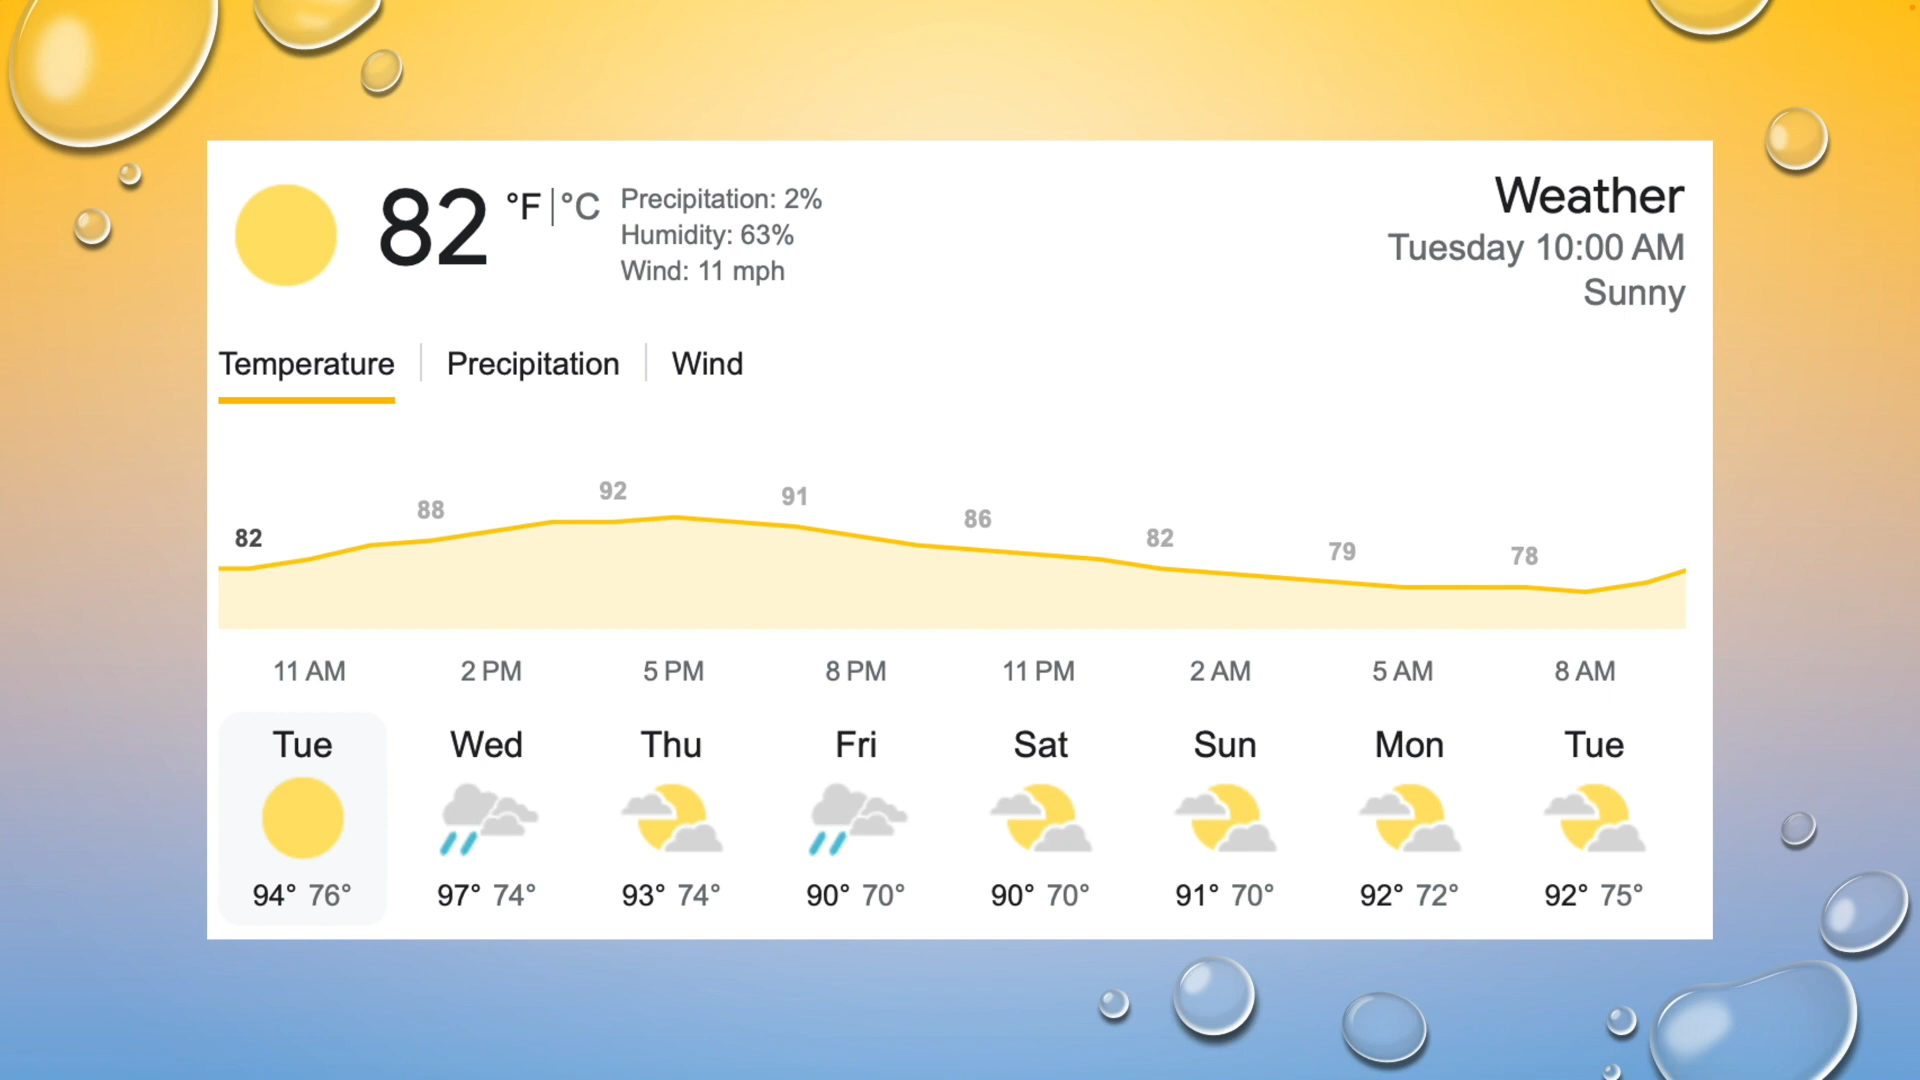 82 °F|°C
Precipitation: 2%
Humidity: 63%
Wind: 11 mph
Weather
Tuesday 10:00 AM
Sunny
Temperature | Precipitation | Wind
82 88 92 91 86 82 79 78
11 AM 2 PM 5 PM 8 PM 11 PM 2 AM 5 AM 8 AM
Tue Wed Thu Fri Sat Sun Mon Tue
94° 76° 97° 74° 93° 74° 90° 70° 90° 70° 91° 70° 92° 72° 92° 75°